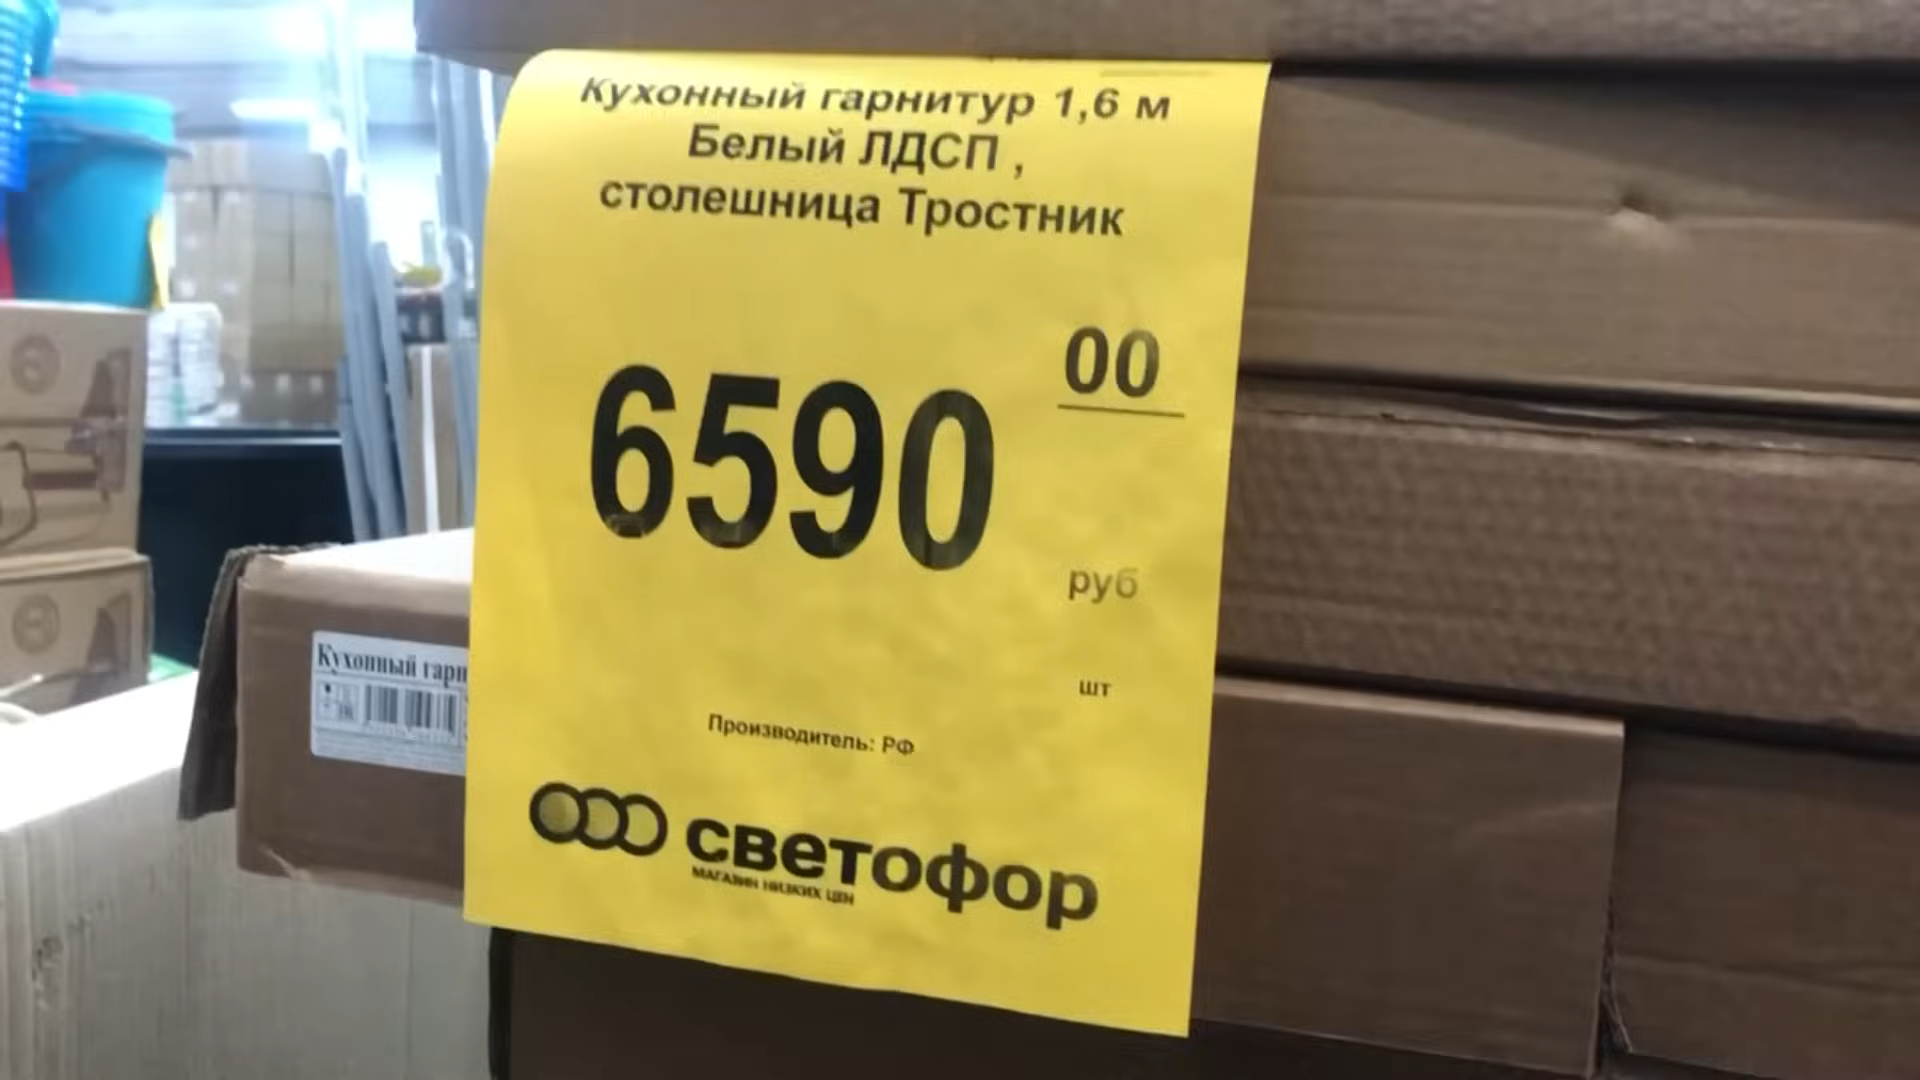 Кухонный гарнитур 1,6 м
Белый ЛДСП ,
столешница Тростник
6590 00
руб
шт
Производитель: РФ
светофор
МАГАЗИН НИЗКИХ ЦЕН
Кухонный гарн